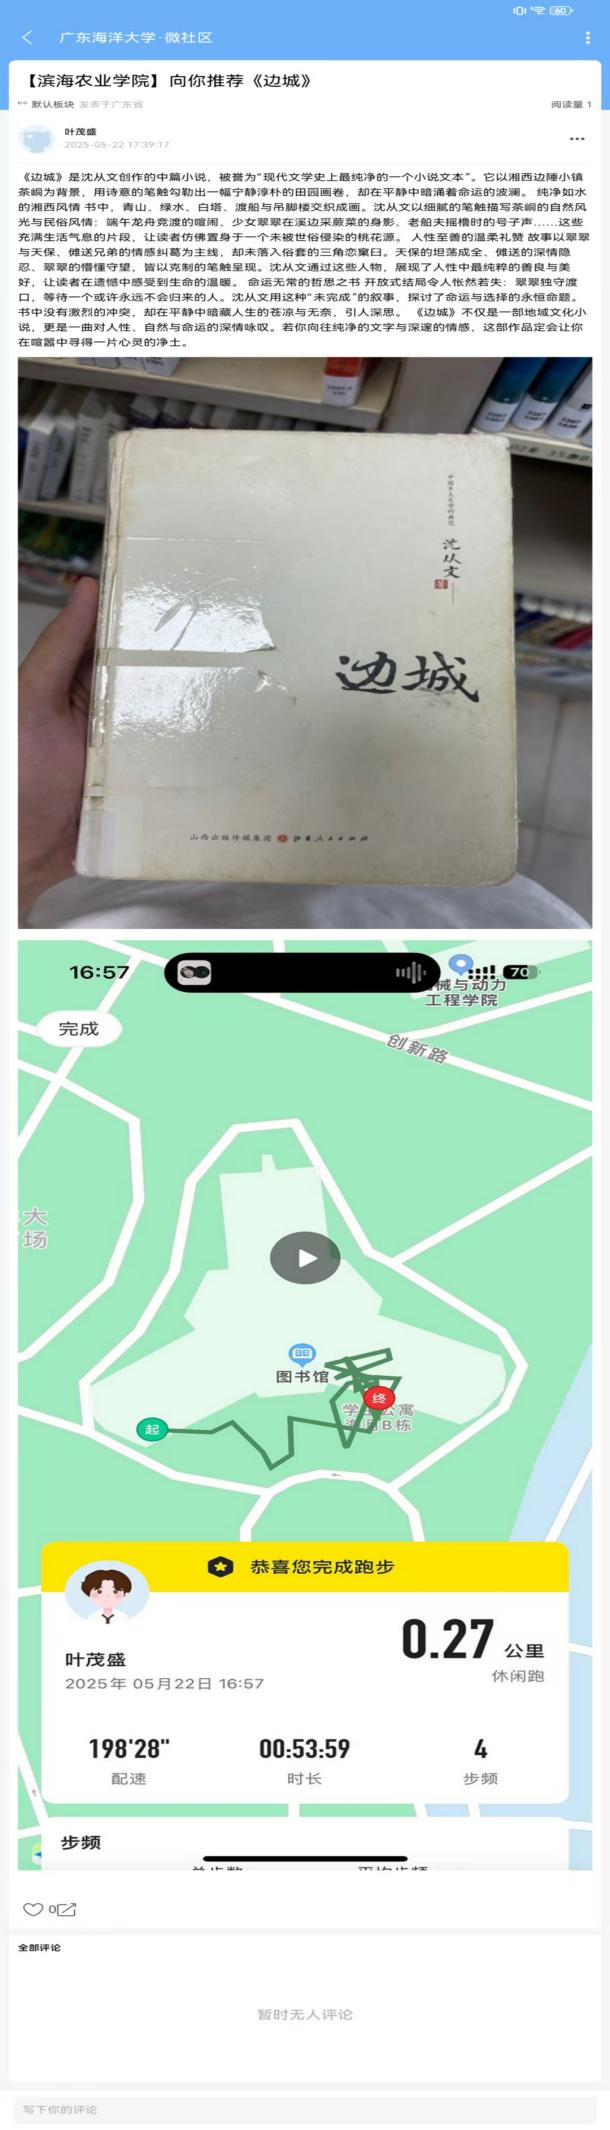 60
广东海洋大学·微社区
【滨海农业学院】向你推荐《边城》
默认板块 发表于广东省
阅读量 1
叶茂盛
2025-05-22 17:39:17
《边城》是沈从文创作的中篇小说，被誉为“现代文学史上最纯净的一个小说文本”。它以湘西边陲小镇
茶峒为背景，用诗意的笔触勾勒出一幅宁静淳朴的田园画卷，却在平静中暗涌着命运的波澜。 纯净如水
的湘西风情 书中，青山、绿水、白塔、渡船与吊脚楼交织成画。沈从文以细腻的笔触描写茶峒的自然风
光与民俗风情：端午龙舟竞渡的喧闹、少女翠翠在溪边采蕨菜的身影、老船夫摇橹时的号子声……这些
充满生活气息的片段，让读者仿佛置身于一个未被世俗侵染的桃花源。 人性至善的温柔礼赞 故事以翠翠
与天保、傩送兄弟的情感纠葛为主线，却未落入俗套的三角恋窠臼。天保的坦荡成全、傩送的深情隐
忍、翠翠的懵懂守望，皆以克制的笔触呈现。沈从文通过这些人物，展现了人性中最纯粹的善良与美
好，让读者在遗憾中感受到生命的温暖。 命运无常的哲思之书 开放式结局令人怅然若失：翠翠独守渡
口，等待一个或许永远不会归来的人。沈从文用这种“未完成”的叙事，探讨了命运与选择的永恒命题。
书中没有激烈的冲突，却在平静中暗藏人生的苍凉与无奈，引人深思。 《边城》不仅是一部地域文化小
说，更是一曲对人性、自然与命运的深情咏叹。若你向往纯净的文字与深邃的情感，这部作品定会让你
在喧嚣中寻得一片心灵的净土。
沈从文
著
边城
山西出版传媒集团
16:57
70
械与动力
工程学院
完成
创新路
大
场
图书馆
终
公寓
B栋
起
恭喜您完成跑步
0.27 公里
休闲跑
叶茂盛
2025年 05月22日 16:57
198'28" 00:53:59 4
配速 时长 步频
步频
0
全部评论
暂时无人评论
写下你的评论